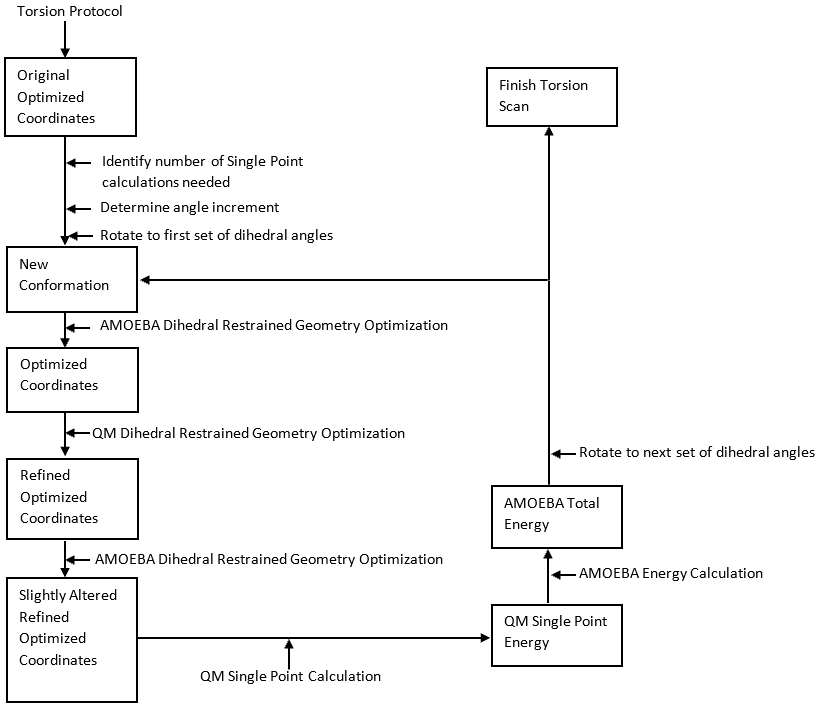 Torsion Protocol
Original
Optimized
Coordinates
Identify number of Single Point
calculations needed
Determine angle increment
Rotate to first set of dihedral angles
New
Conformation
AMOEBA Dihedral Restrained Geometry Optimization
Optimized
Coordinates
QM Dihedral Restrained Geometry Optimization
Refined
Optimized
Coordinates
AMOEBA Dihedral Restrained Geometry Optimization
Slightly Altered
Refined
Optimized
Coordinates
QM Single Point Calculation
QM Single Point
Energy
AMOEBA Energy Calculation
AMOEBA Total
Energy
Rotate to next set of dihedral angles
Finish Torsion
Scan